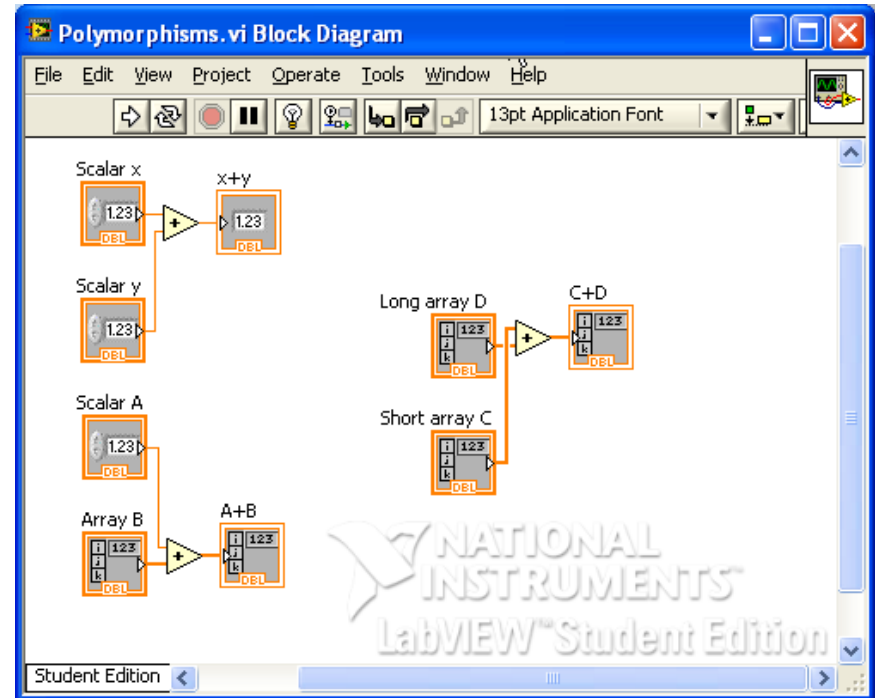 Polymorphisms.vi Block Diagram
File Edit View Project Operate Tools Window Help
13pt Application Font
Scalar x
1.23
DBL
x+y
1.23
DBL
Scalar y
1.23
DBL
Long array D
i
j
k
123
DBL
C+D
i
j
k
123
DBL
Scalar A
1.23
DBL
Short array C
i
j
k
123
DBL
Array B
i
j
k
123
DBL
A+B
i
j
k
123
DBL
NATIONAL
INSTRUMENTS™
LabVIEW™ Student Edition
Student Edition